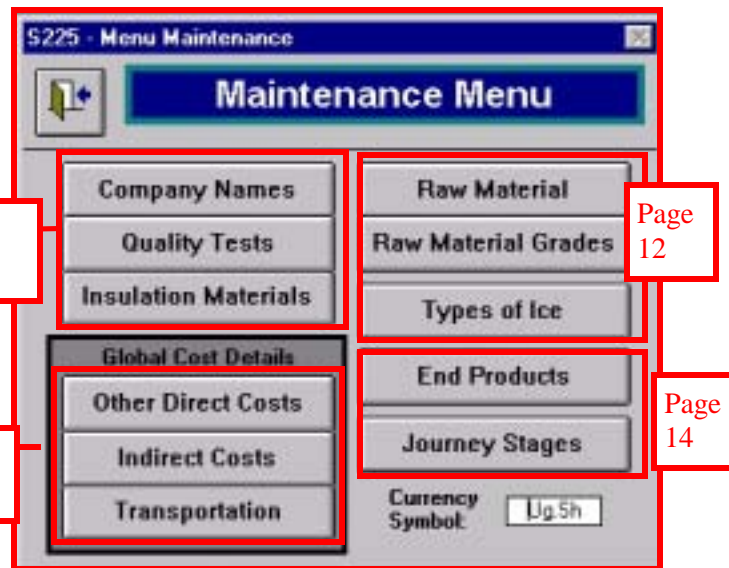 S225 - Menu Maintenance
Maintenance Menu
Company Names
Quality Tests
Insulation Materials
Global Cost Details
Other Direct Costs
Indirect Costs
Transportation
Raw Material
Raw Material Grades
Types of Ice
Page
12
End Products
Journey Stages
Page
14
Currency
Symbol:
Ug.Sh